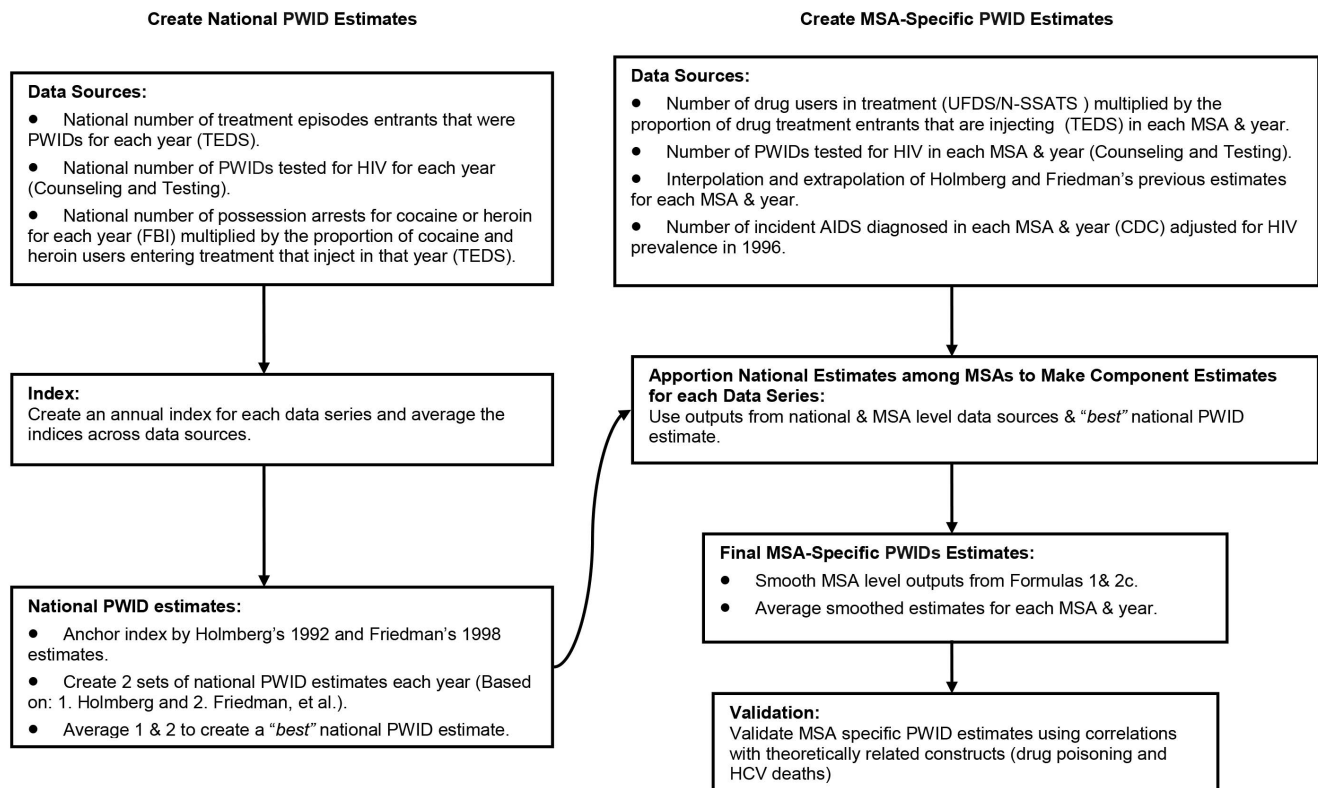 Create National PWID Estimates
Data Sources:
● National number of treatment episodes entrants that were
PWIDs for each year (TEDS).
● National number of PWIDs tested for HIV for each year
(Counseling and Testing).
● National number of possession arrests for cocaine or heroin
for each year (FBI) multiplied by the proportion of cocaine and
heroin users entering treatment that inject in that year (TEDS).
Index:
Create an annual index for each data series and average the
indices across data sources.
National PWID estimates:
● Anchor index by Holmberg's 1992 and Friedman's 1998
estimates.
● Create 2 sets of national PWID estimates each year (Based
on: 1. Holmberg and 2. Friedman, et al.).
● Average 1 & 2 to create a "best" national PWID estimate.
Create MSA-Specific PWID Estimates
Data Sources:
● Number of drug users in treatment (UFDS/N-SSATS ) multiplied by the
proportion of drug treatment entrants that are injecting (TEDS) in each MSA & year.
● Number of PWIDs tested for HIV in each MSA & year (Counseling and Testing).
● Interpolation and extrapolation of Holmberg and Friedman's previous estimates
for each MSA & year.
● Number of incident AIDS diagnosed in each MSA & year (CDC) adjusted for HIV
prevalence in 1996.
Apportion National Estimates among MSAs to Make Component Estimates
for each Data Series:
Use outputs from national & MSA level data sources & "best" national PWID
estimate.
Final MSA-Specific PWIDs Estimates:
● Smooth MSA level outputs from Formulas 1& 2c.
● Average smoothed estimates for each MSA & year.
Validation:
Validate MSA specific PWID estimates using correlations
with theoretically related constructs (drug poisoning and
HCV deaths)